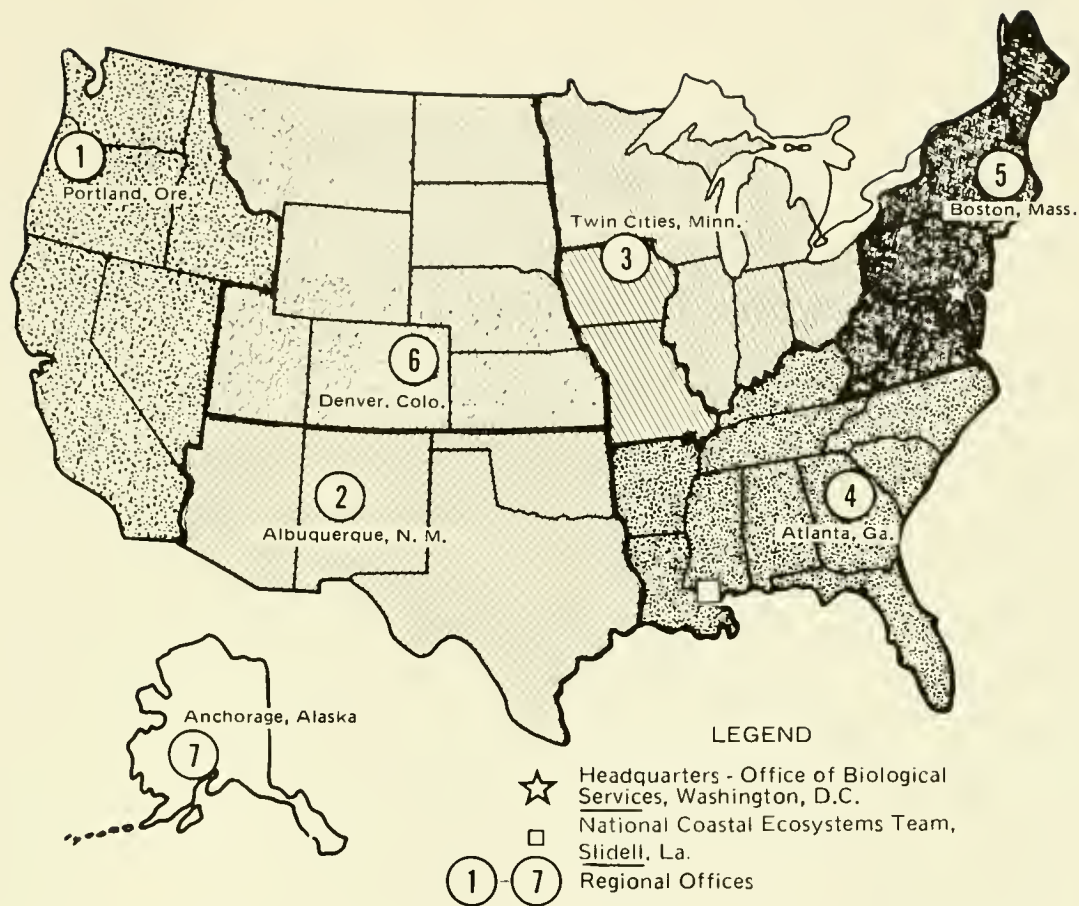 1
Portland, Ore.
5
Boston, Mass.
Twin Cities, Minn.
3
6
Denver, Colo.
2
Albuquerque, N. M.
4
Atlanta, Ga.
Anchorage, Alaska
7
LEGEND
Headquarters - Office of Biological
Services, Washington, D.C.
National Coastal Ecosystems Team,
Slidell, La.
1 - 7 Regional Offices